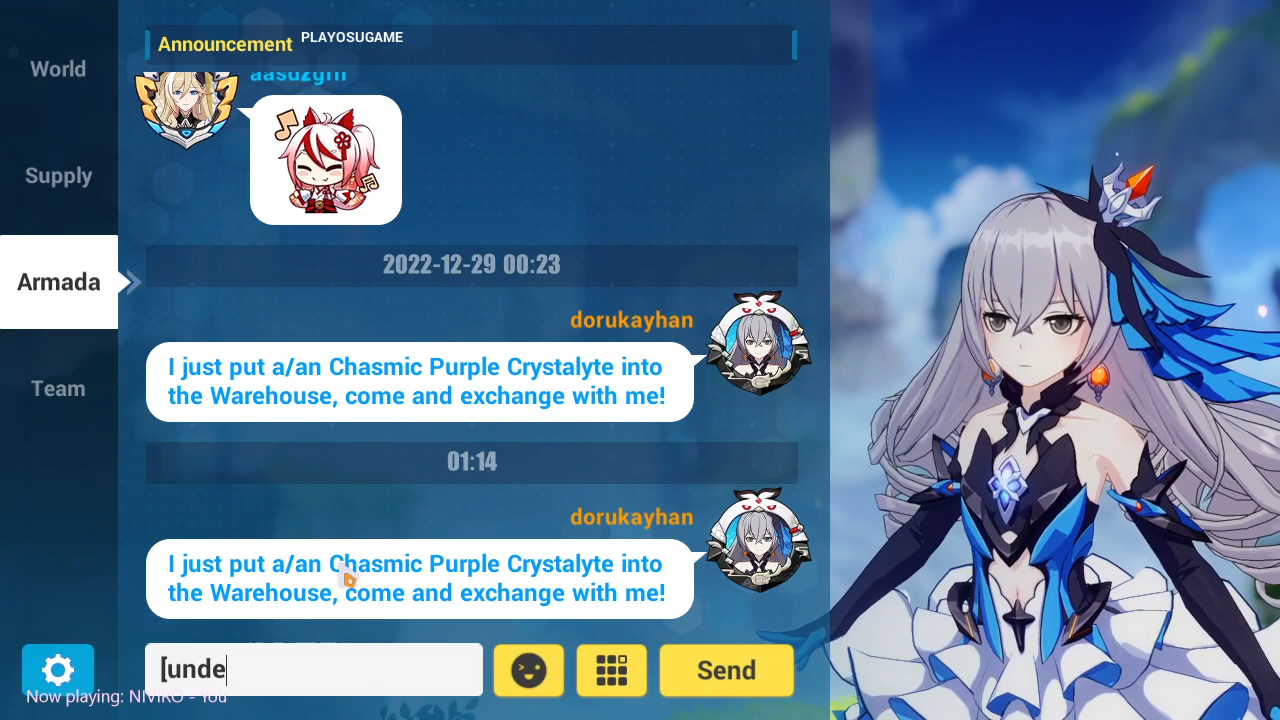 World
Supply
Armada
Team
Announcement PLAYOSUGAME
aasuzgm
2022-12-29 00:23
dorukayhan
I just put a/an Chasmic Purple Crystalyte into
the Warehouse, come and exchange with me!
01:14
dorukayhan
I just put a/an Chasmic Purple Crystalyte into
the Warehouse, come and exchange with me!
[unde
Send
Now playing: NIVIRO - You